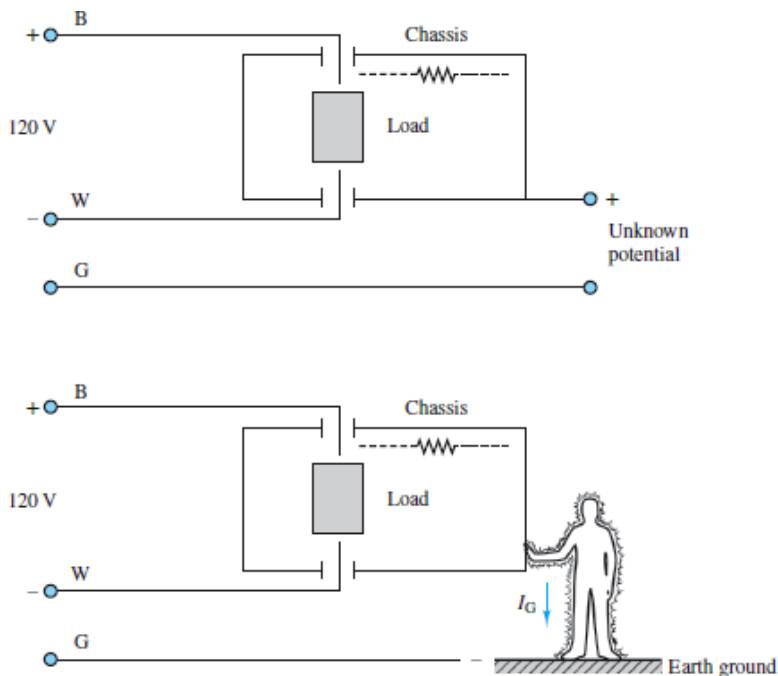 B
+
Chassis
120 V
Load
W
–
+
Unknown
potential
G
B
+
Chassis
120 V
Load
W
–
I_G
G
–
Earth ground